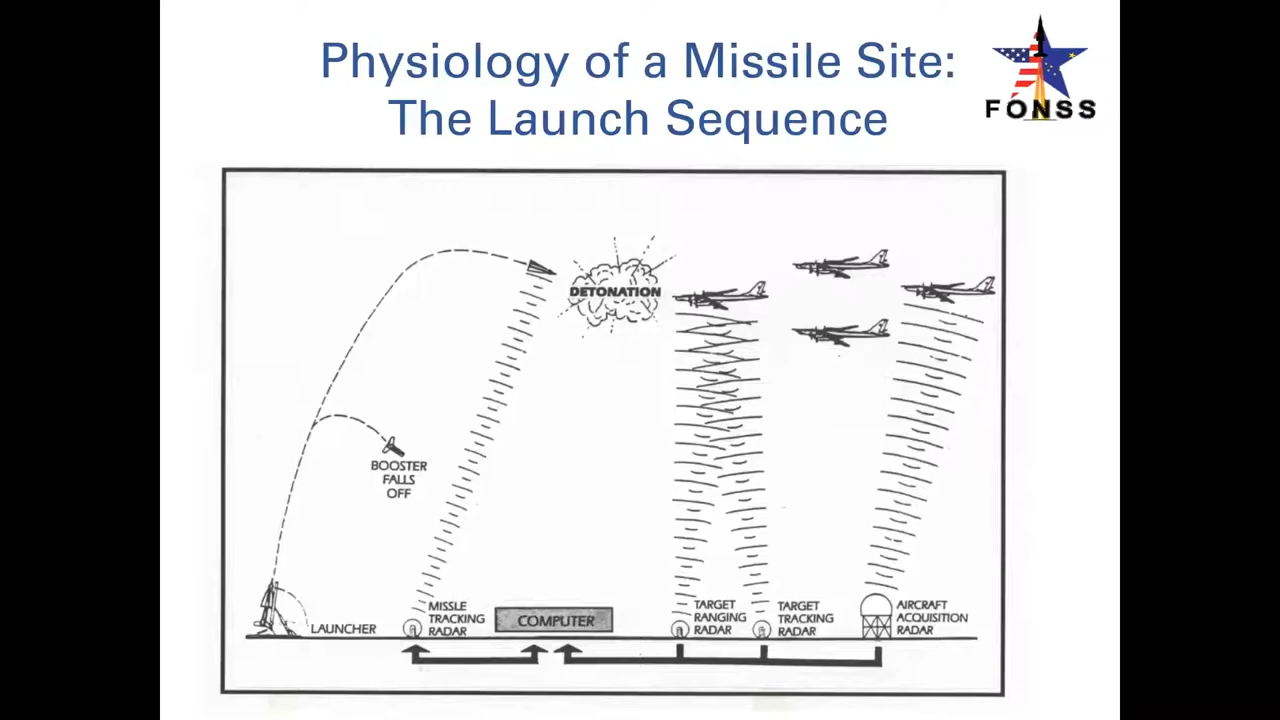 Physiology of a Missile Site:
The Launch Sequence
FONSS
DETONATION
BOOSTER
FALLS
OFF
LAUNCHER
MISSLE
TRACKING
RADAR
COMPUTER
TARGET
RANGING
RADAR
TARGET
TRACKING
RADAR
AIRCRAFT
ACQUISITION
RADAR